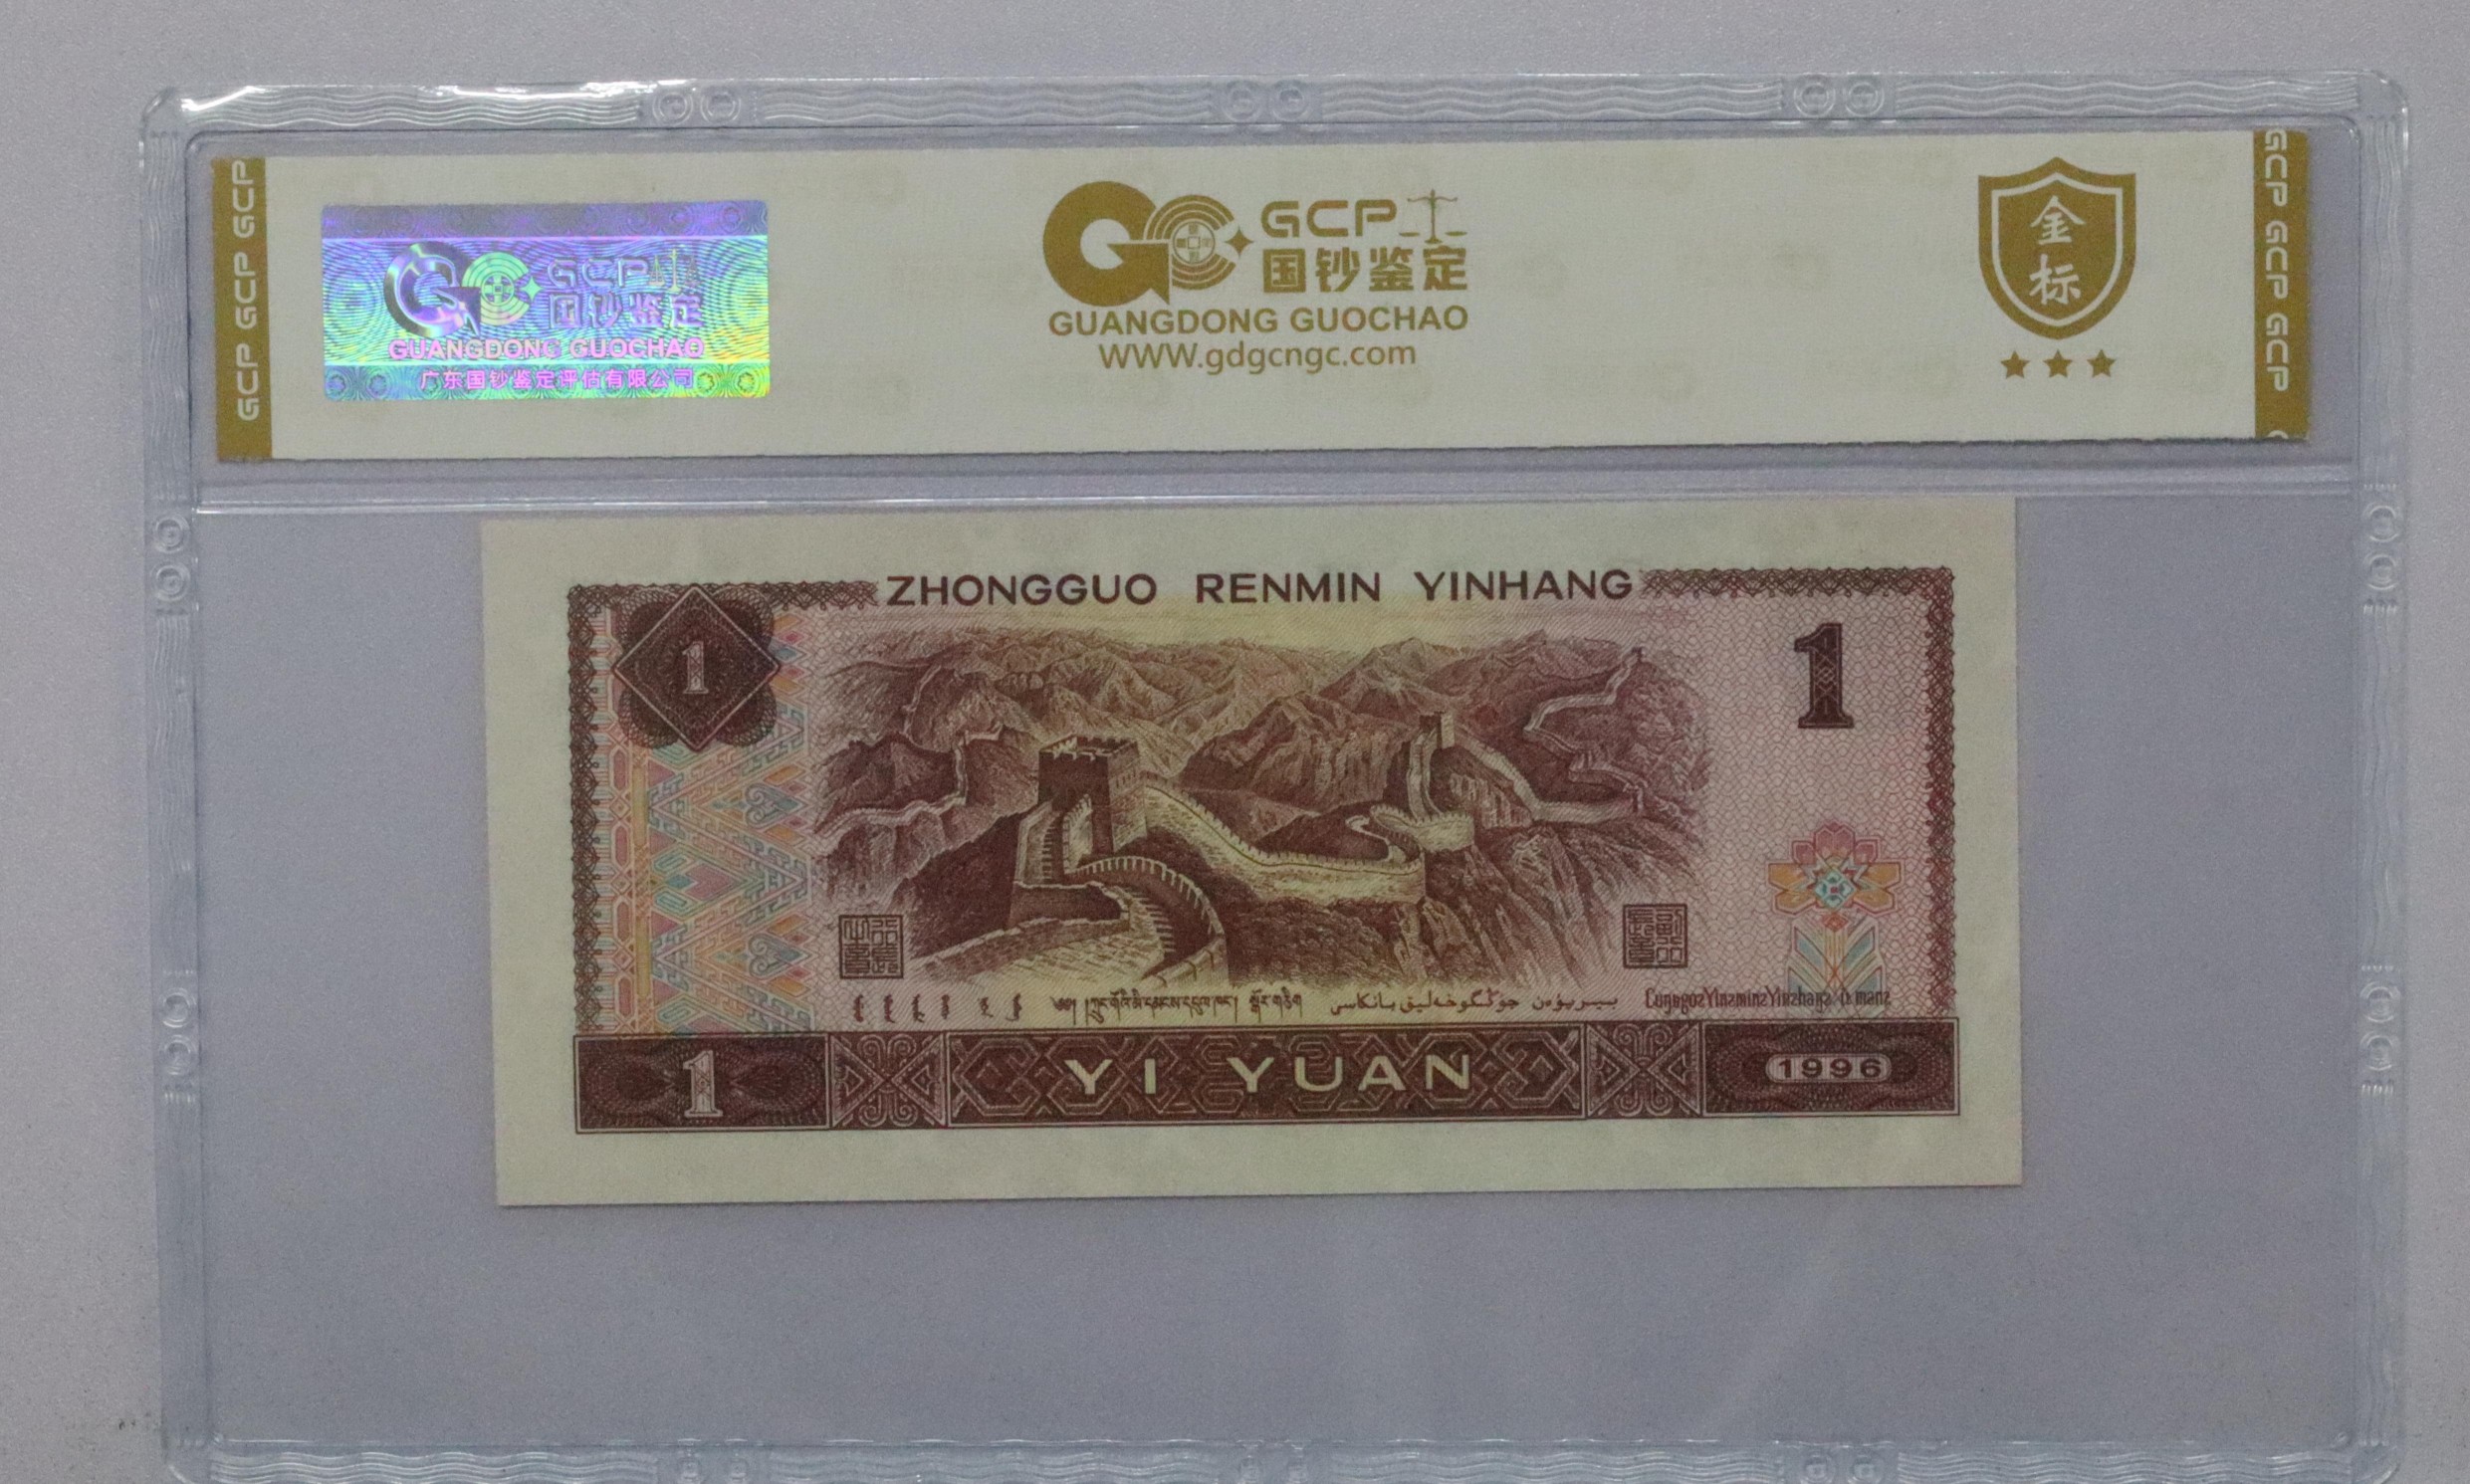 GCP GCP GCP
GCP
国钞鉴定
GUANGDONG GUOCHAO
广东国钞鉴定评估有限公司
GCP
国钞鉴定
GUANGDONG GUOCHAO
WWW.gdgcngc.com
金
标
GCP GCP GCP
ZHONGGUO RENMIN YINHANG
1
1
1
YI YUAN
1996